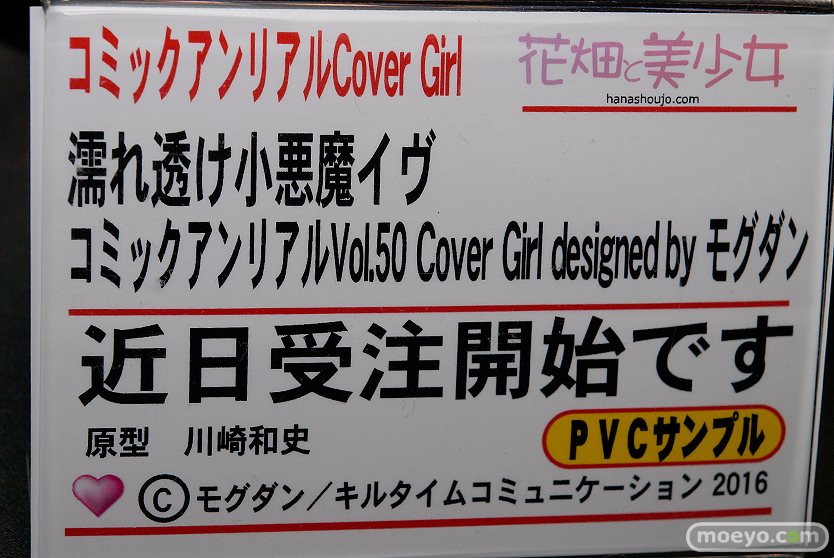 コミックアンリアルCover Girl
花畑と美少女
hanashoujo.com
濡れ透け小悪魔イヴ
コミックアンリアルVol.50 Cover Girl designed by モグダン
近日受注開始です
原型 川崎和史
PVCサンプル
©モグダン／キルタイムコミュニケーション 2016
moeyo.com